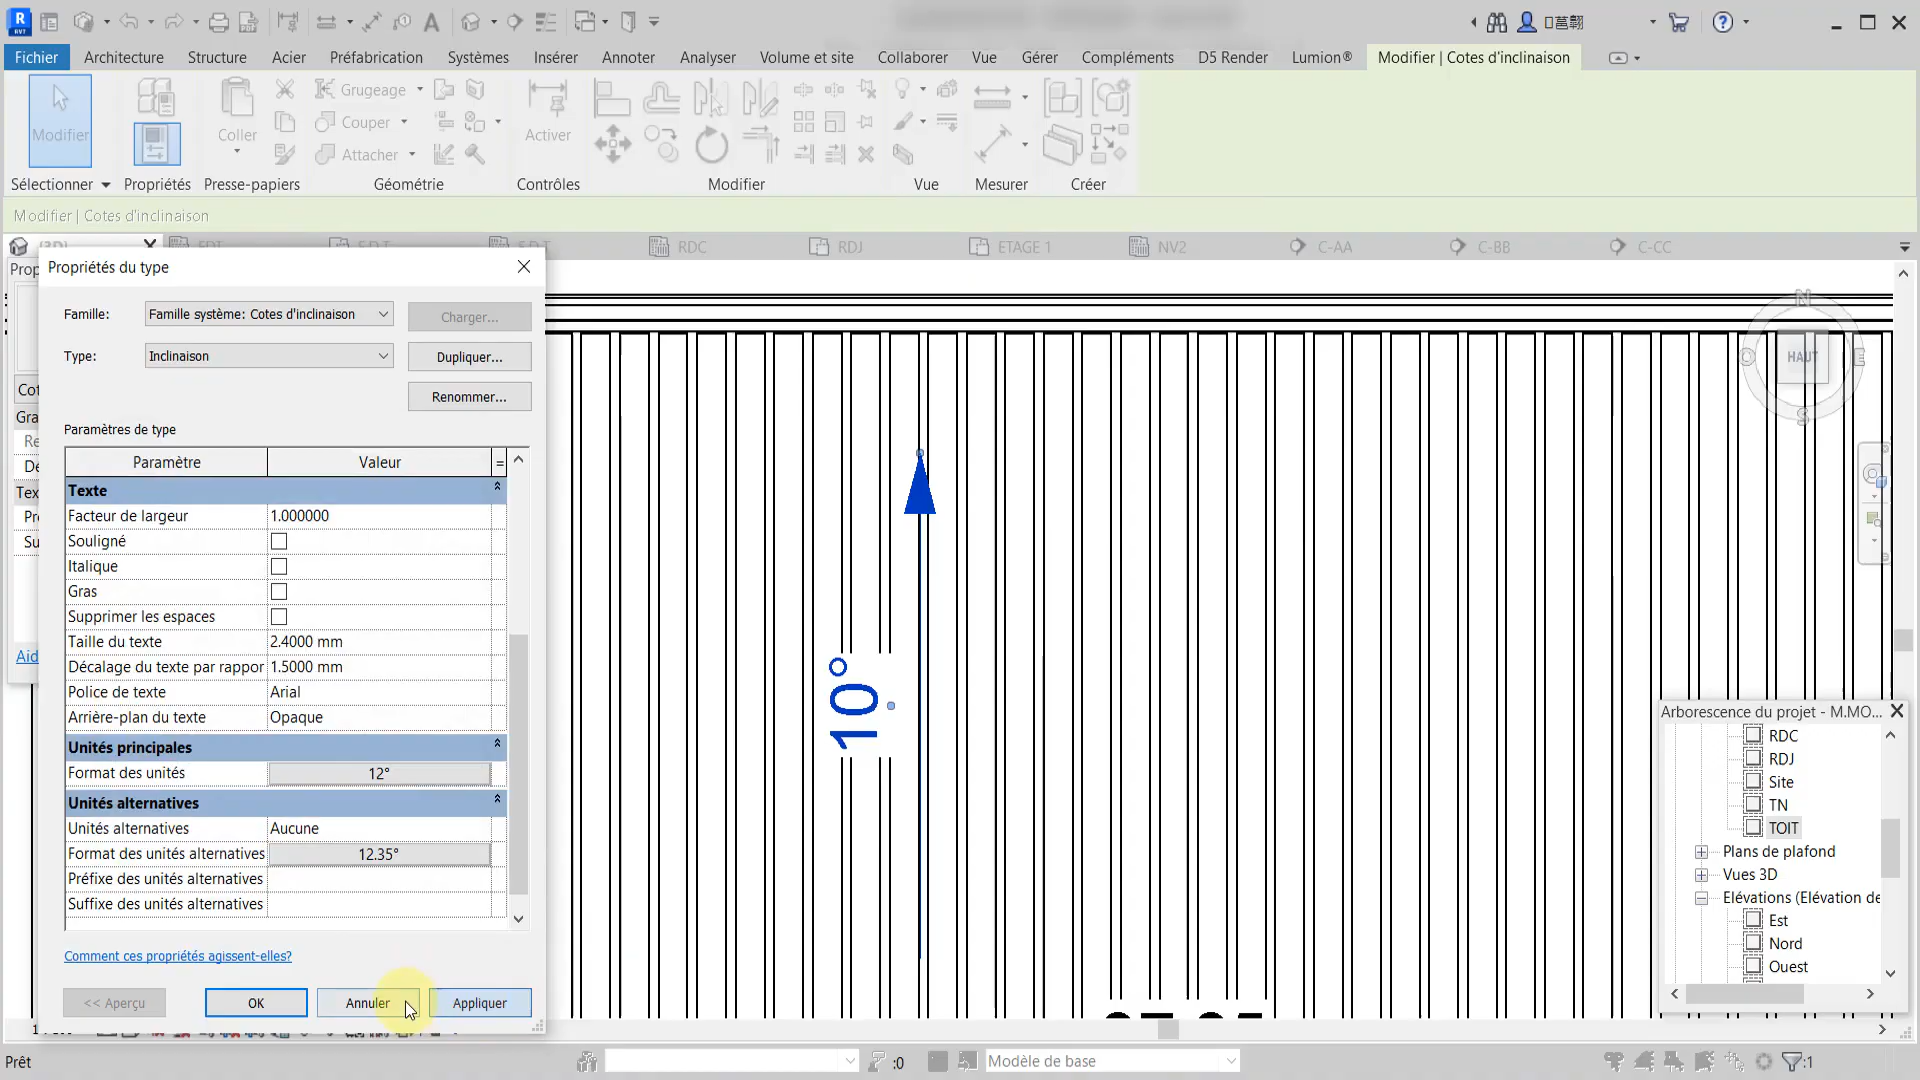 Fichier Architecture Structure Acier Préfabrication Systèmes Insérer Annoter Analyser Volume et site Collaborer Vue Gérer Compléments D5 Render Lumion® Modifier | Cotes d'inclinaison
Modifier
Coller
Grugeage
Couper
Attacher
Activer
Sélectionner Propriétés Presse-papiers Géométrie Contrôles Modifier Vue Mesurer Créer
Modifier | Cotes d'inclinaison
RDC RDJ ETAGE 1 NV2 C-AA C-BB C-CC
Propriétés du type
Famille: Famille système: Cotes d'inclinaison Charger...
Type: Inclinaison Dupliquer...
Renommer...
Paramètres de type
Paramètre Valeur =
Texte
Facteur de largeur 1.000000
Souligné
Italique
Gras
Supprimer les espaces
Taille du texte 2.4000 mm
Décalage du texte par rappor 1.5000 mm
Police de texte Arial
Arrière-plan du texte Opaque
Unités principales
Format des unités 12°
Unités alternatives
Unités alternatives Aucune
Format des unités alternatives 12.35°
Préfixe des unités alternatives
Suffixe des unités alternatives
Comment ces propriétés agissent-elles?
<< Aperçu OK Annuler Appliquer
10°
N
HAUT
O
E
S
Arborescence du projet - M.MO...
RDC
RDJ
Site
TN
TOIT
Plans de plafond
Vues 3D
Elévations (Elévation de
Est
Nord
Ouest
Prêt
:0
Modèle de base
:1